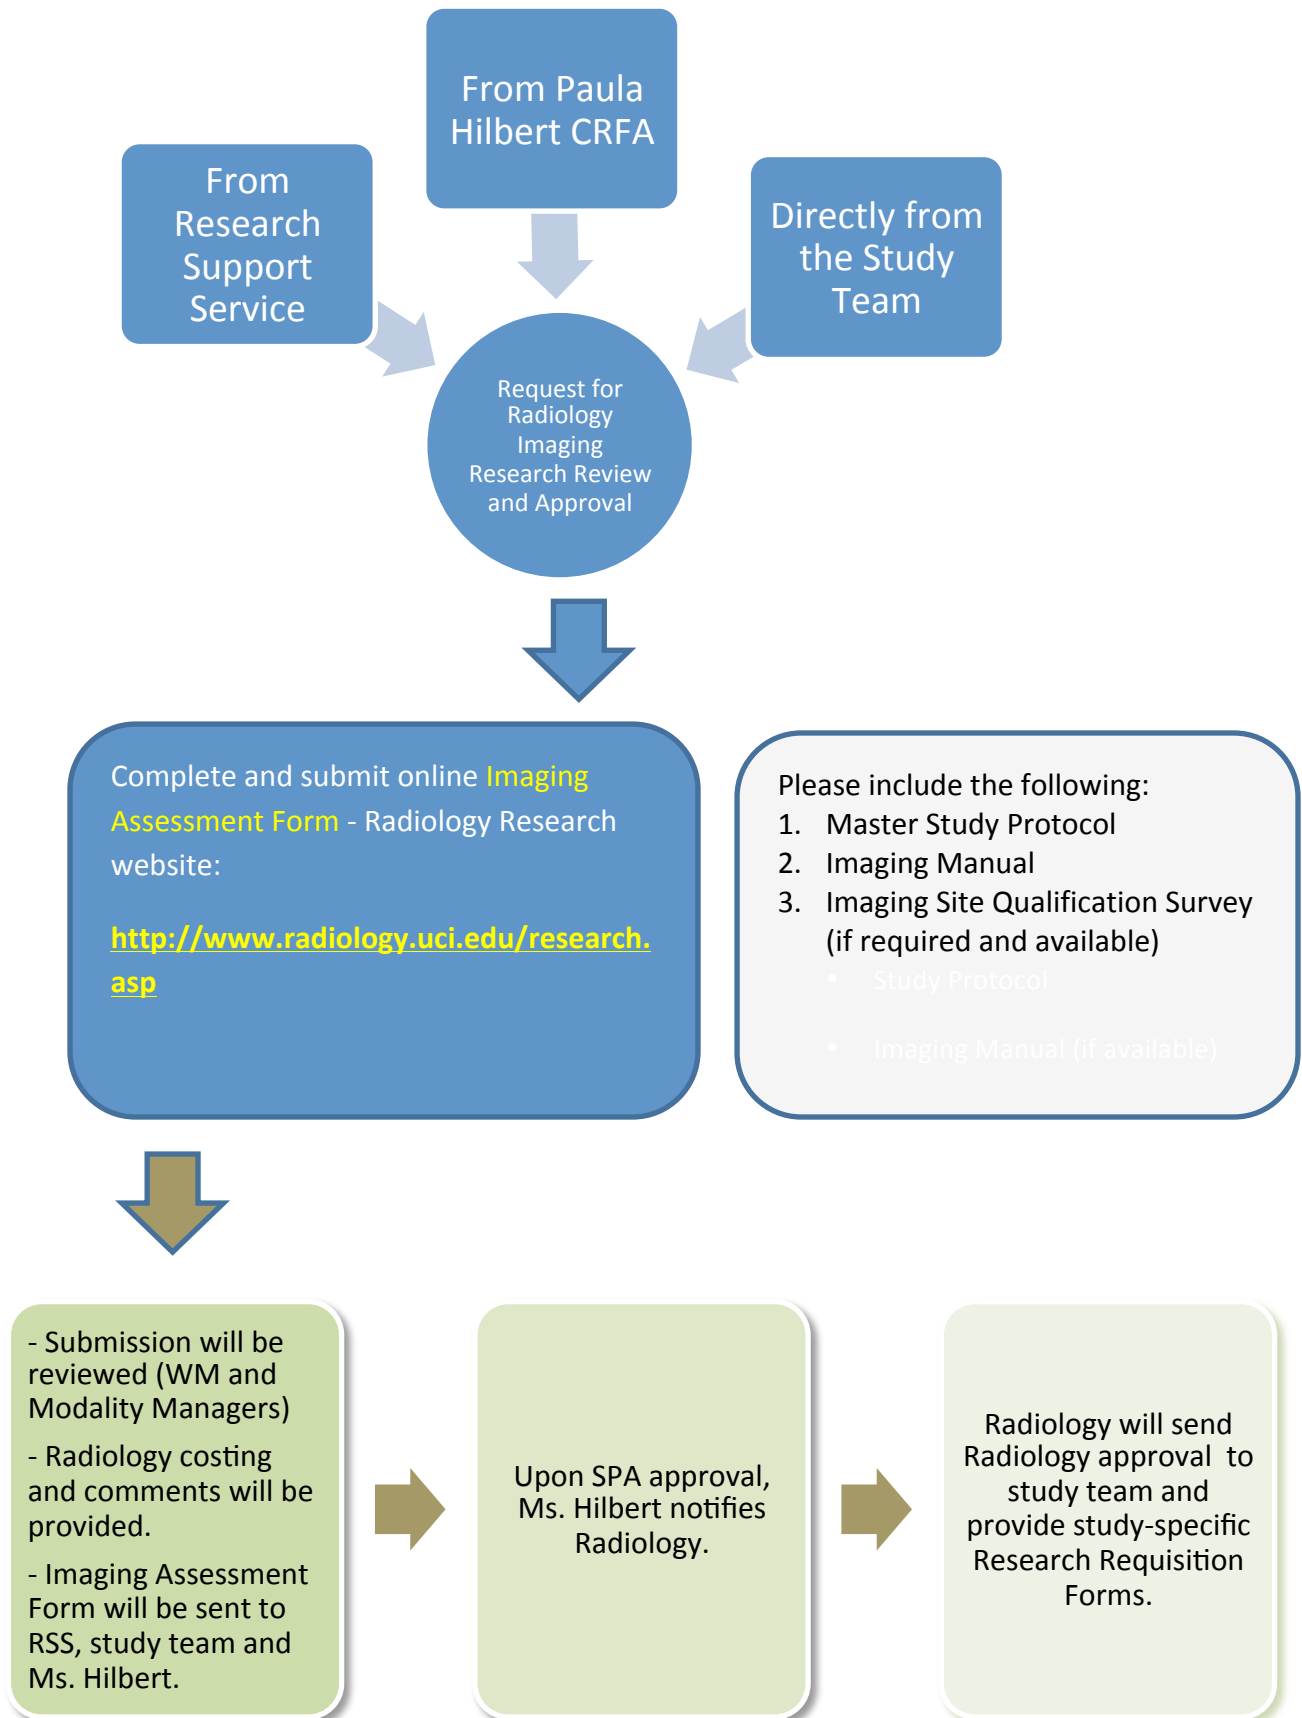 From Paula
Hilbert CRFA
From
Research
Support
Service
Directly from
the Study
Team
Request for
Radiology
Imaging
Research Review
and Approval
Complete and submit online Imaging
Assessment Form - Radiology Research
website:
http://www.radiology.uci.edu/research.
asp
Please include the following:
1. Master Study Protocol
2. Imaging Manual
3. Imaging Site Qualification Survey
(if required and available)
• Study Protocol
• Imaging Manual (if available)
- Submission will be
reviewed (WM and
Modality Managers)
- Radiology costing
and comments will be
provided.
- Imaging Assessment
Form will be sent to
RSS, study team and
Ms. Hilbert.
Upon SPA approval,
Ms. Hilbert notifies
Radiology.
Radiology will send
Radiology approval to
study team and
provide study-specific
Research Requisition
Forms.